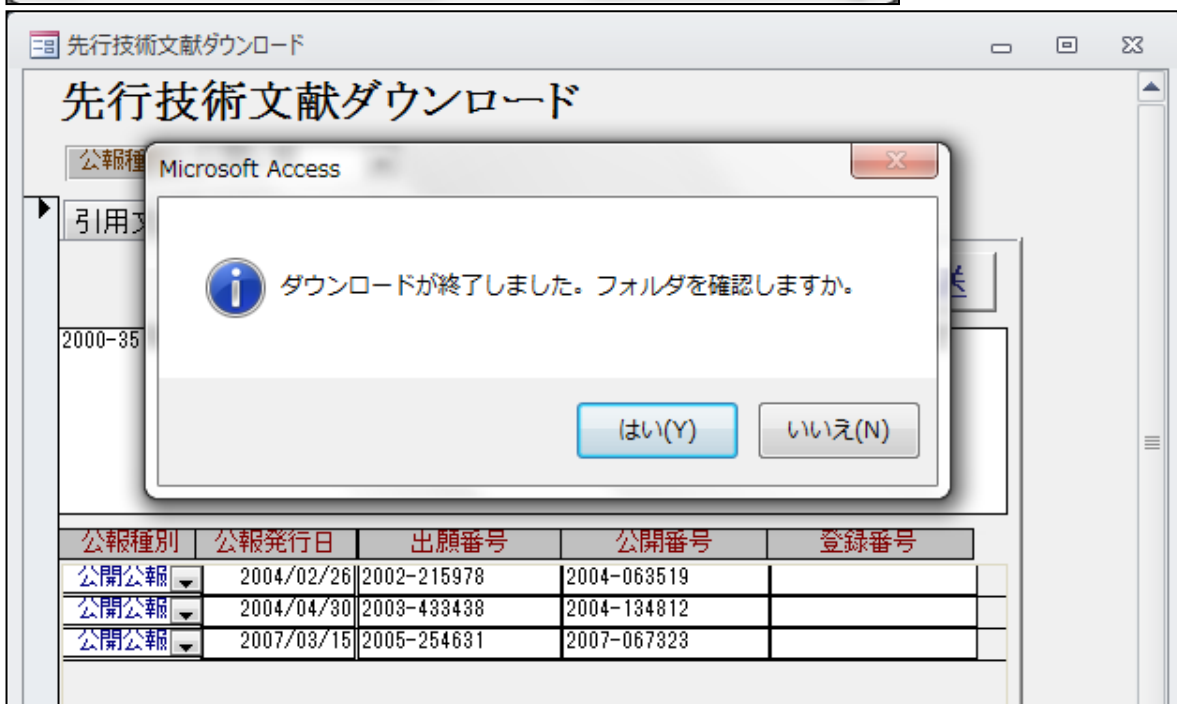 先行技術文献ダウンロード
先行技術文献ダウンロード
公報種
Microsoft Access
引用文
ダウンロードが終了しました。フォルダを確認しますか。
送
2000-35
はい(Y) いいえ(N)
公報種別 公報発行日 出願番号 公開番号 登録番号
公開公報 2004/02/26 2002-215978 2004-063519
公開公報 2004/04/30 2003-433438 2004-134812
公開公報 2007/03/15 2005-254631 2007-067323